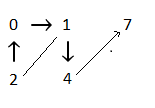 0 → 1 7
↑ ↓
2 4